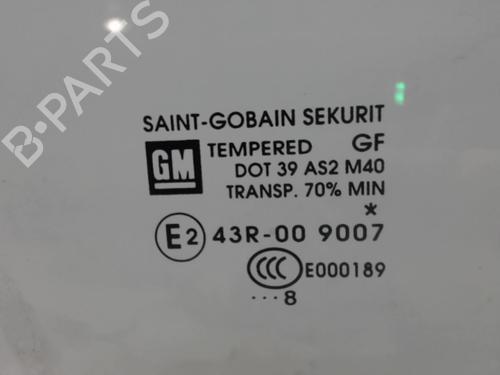 B-PARTS
SAINT-GOBAIN SEKURIT
GM TEMPERED GF
DOT 39 AS2 M40
TRANSP. 70% MIN
*
E2 43R-00 9007
CCC E000189
···8